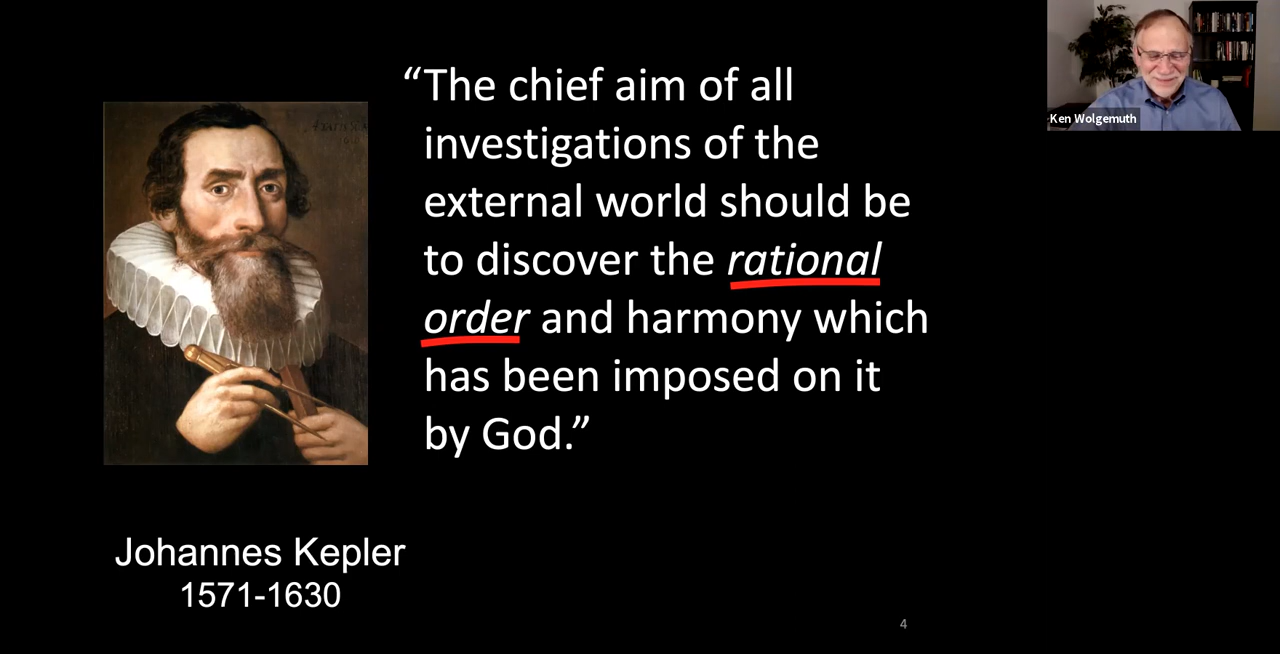 “The chief aim of all
investigations of the
external world should be
to discover the rational
order and harmony which
has been imposed on it
by God.”
Johannes Kepler
1571-1630
4
Ken Wolgemuth